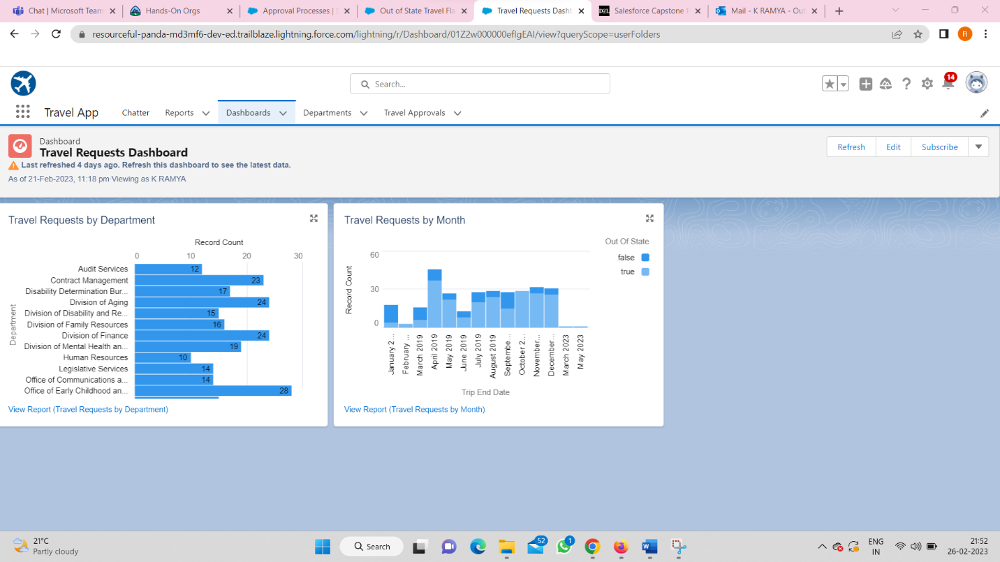 Chat | Microsoft Team
Hands-On Orgs
Approval Processes | S
Out of State Travel Fla
Travel Requests Dashb
D2L
Salesforce Capstone P
Mail - K RAMYA - Out
resourceful-panda-md3mf6-dev-ed.trailblaze.lightning.force.com/lightning/r/Dashboard/01Z2w000000efIgEAI/view?queryScope=userFolders
R
Search...
14
Travel App
Chatter
Reports
Dashboards
Departments
Travel Approvals
Dashboard
Travel Requests Dashboard
Last refreshed 4 days ago. Refresh this dashboard to see the latest data.
As of 21-Feb-2023, 11:18 pm·Viewing as K RAMYA
Refresh
Edit
Subscribe
Travel Requests by Department
Record Count
0 10 20 30
Department
Audit Services 12
Contract Management 23
Disability Determination Bur... 17
Division of Aging 24
Division of Disability and Re... 15
Division of Family Resources 16
Division of Finance 24
Division of Mental Health an... 19
Human Resources 10
Legislative Services 14
Office of Communications a... 14
Office of Early Childhood an... 28
View Report (Travel Requests by Department)
Travel Requests by Month
Out Of State
false
true
Record Count
60
30
0
January 2...
February ...
March 2019
April 2019
May 2019
June 2019
July 2019
August 2019
Septembe...
October 2...
November...
December...
March 2023
May 2023
Trip End Date
View Report (Travel Requests by Month)
21°C
Partly cloudy
Search
52
1
ENG
IN
21:52
26-02-2023